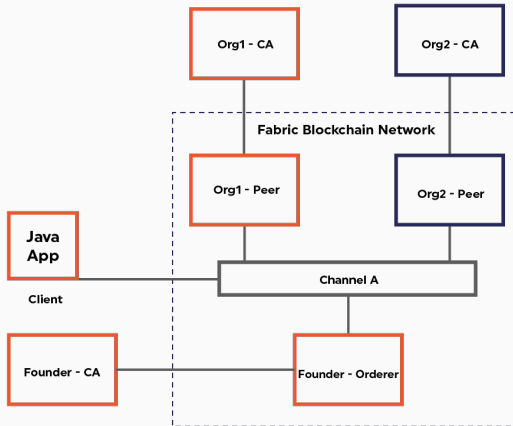 Org1 - CA
Org2 - CA
Fabric Blockchain Network
Org1 - Peer
Org2 - Peer
Java
App
Channel A
Client
Founder - CA
Founder - Orderer